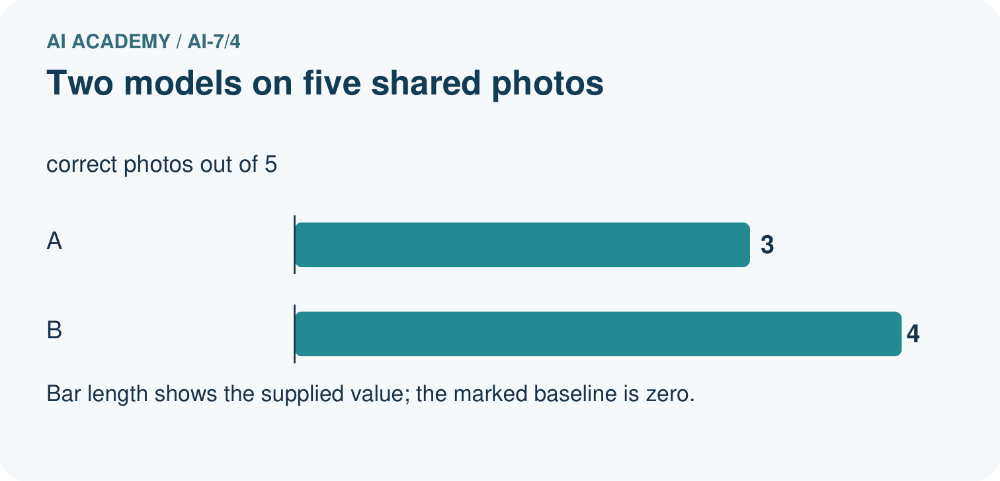 AI ACADEMY / AI-7/4
Two models on five shared photos
correct photos out of 5
A
3
B
4
Bar length shows the supplied value; the marked baseline is zero.